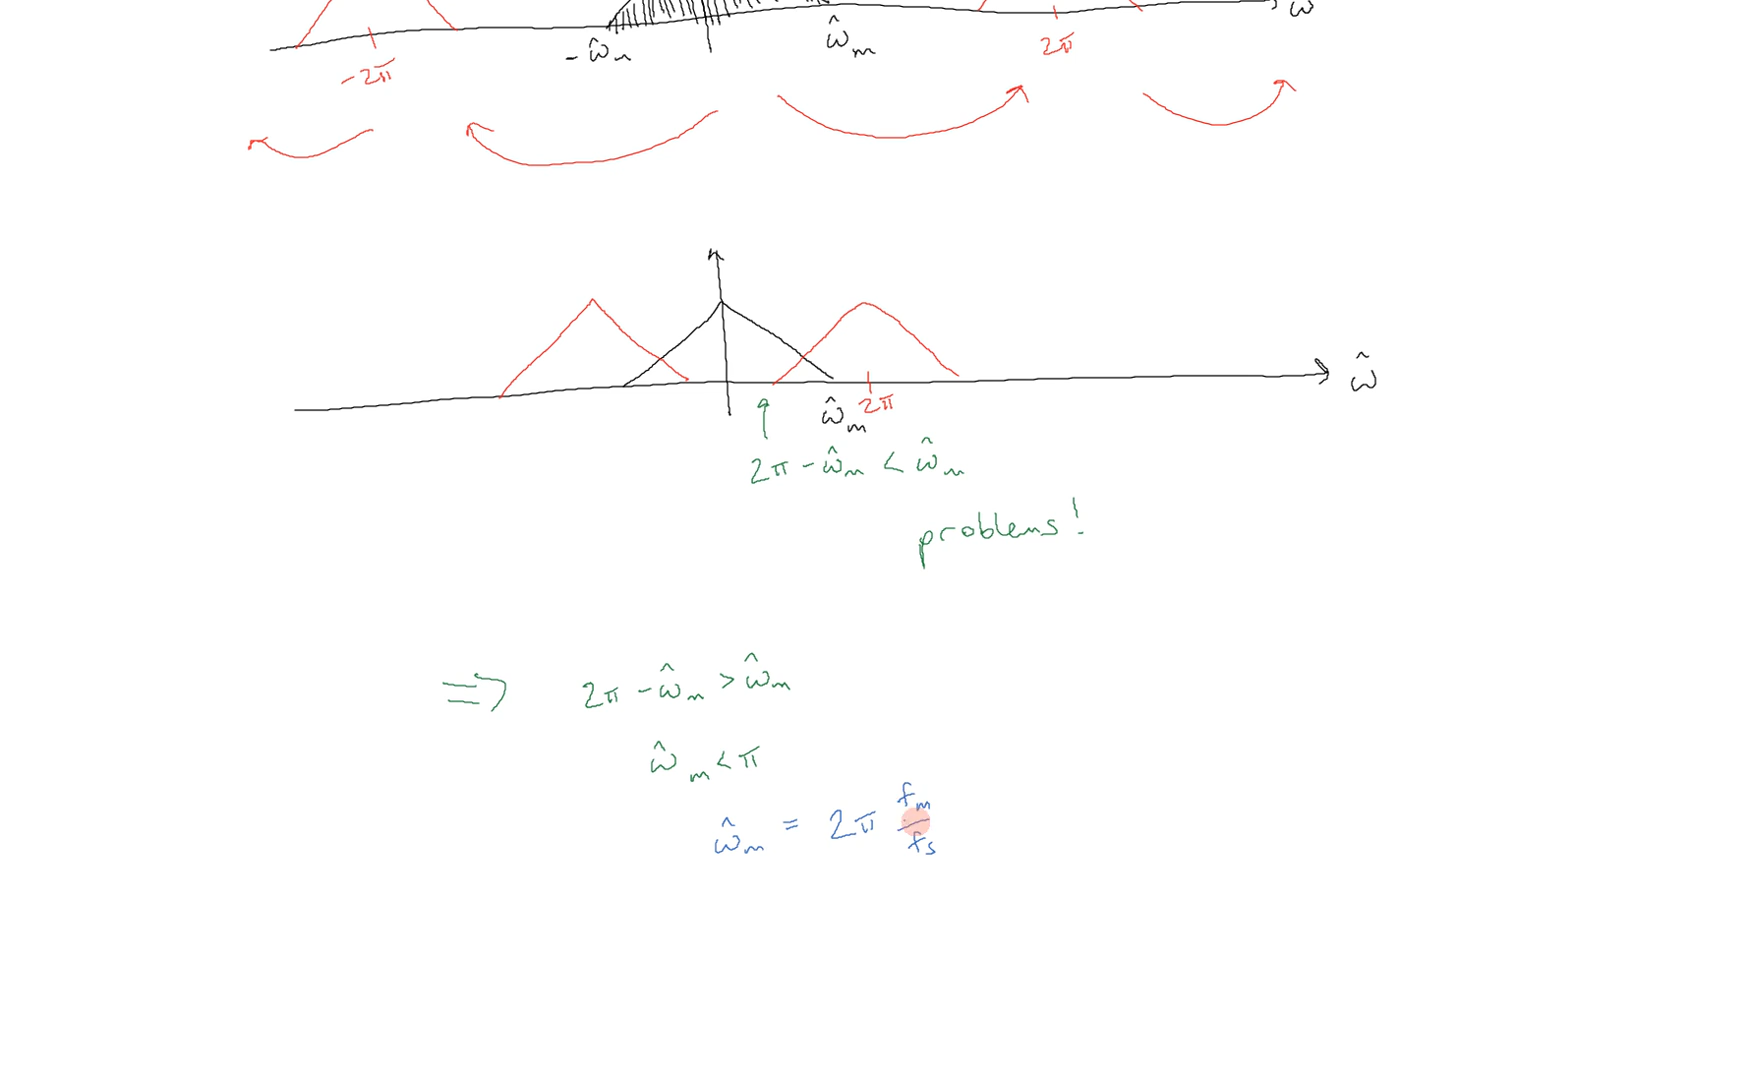 -ω̂ₘ ω̂ₘ 2π ω
-2π
ω̂
ω̂ₘ 2π
2π - ω̂ₘ < ω̂ₘ
problems!
⇒ 2π - ω̂ₘ > ω̂ₘ
ω̂ₘ < π
ω̂ₘ = 2π fₘ/fₛ